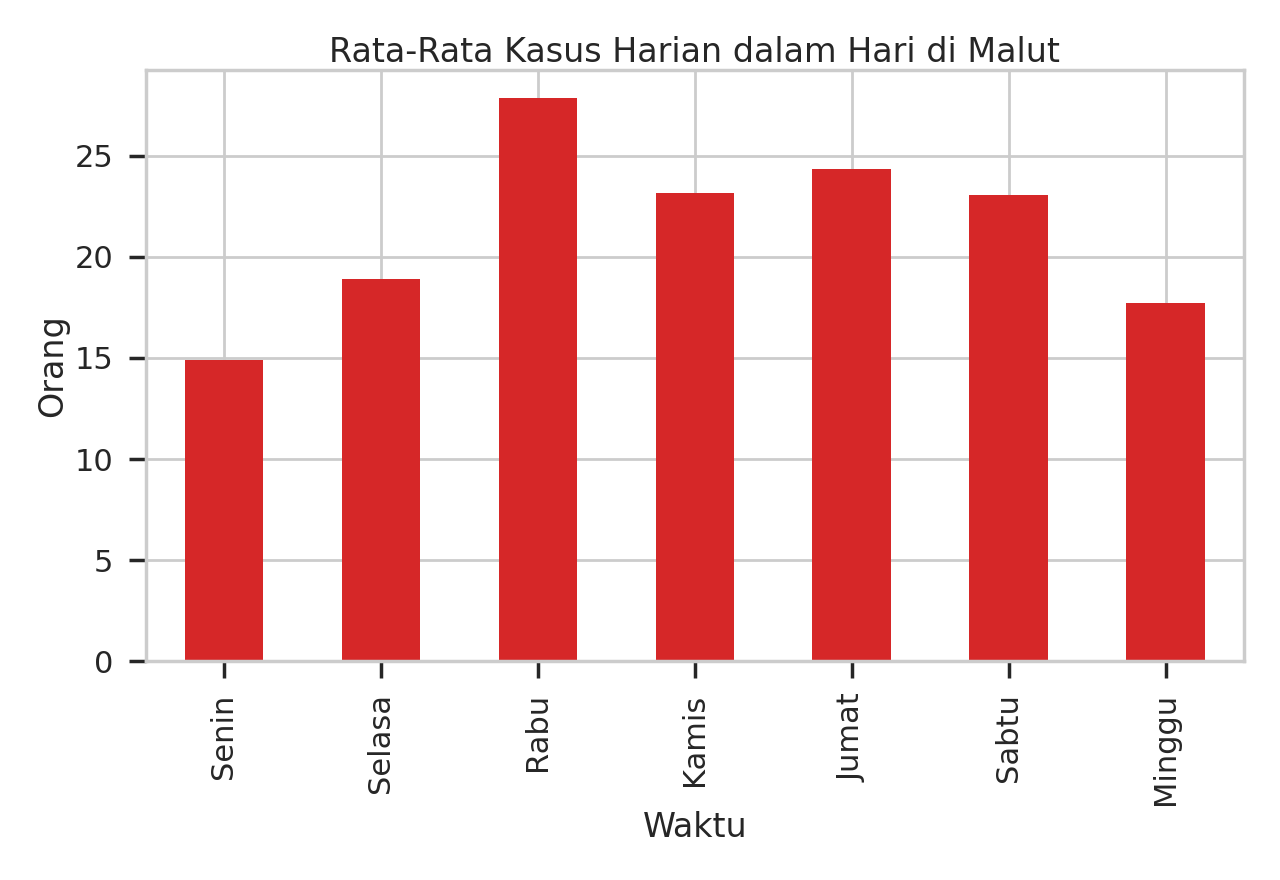 Rata-Rata Kasus Harian dalam Hari di Malut
Orang
25
20
15
10
5
0
Senin
Selasa
Rabu
Kamis
Jumat
Sabtu
Minggu
Waktu